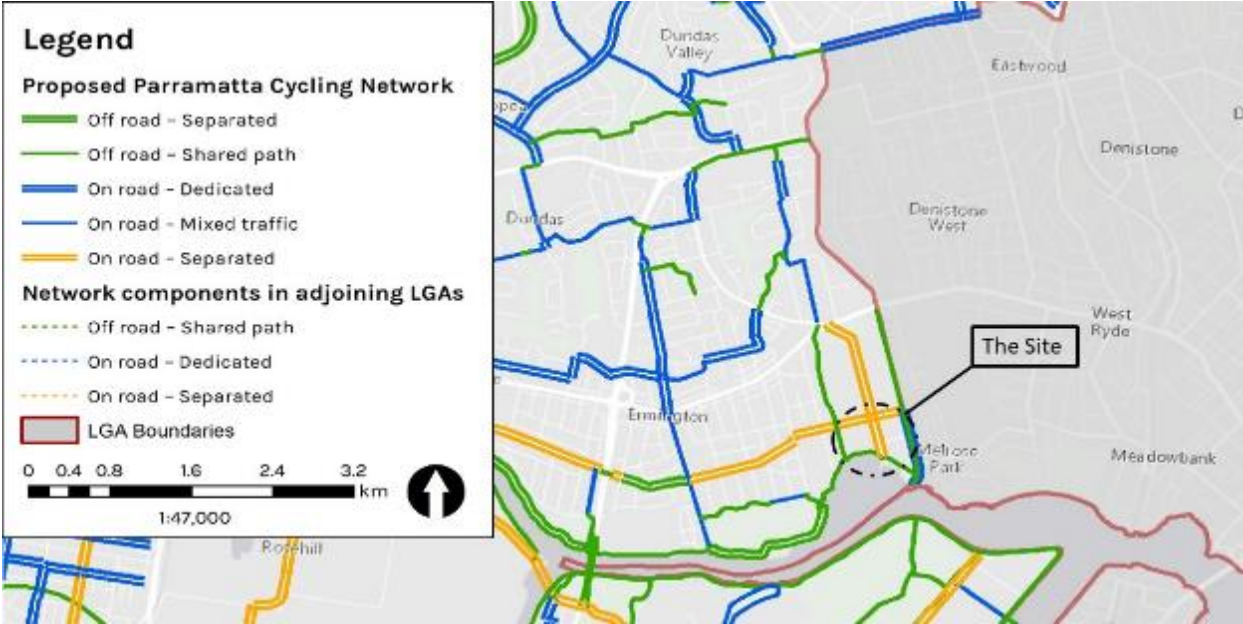 Legend
Proposed Parramatta Cycling Network
Off road – Separated
Off road – Shared path
On road – Dedicated
On road – Mixed traffic
On road – Separated
Network components in adjoining LGAs
Off road – Shared path
On road – Dedicated
On road – Separated
LGA Boundaries
0 0.4 0.8 1.6 2.4 3.2
km
1:47,000
Dundas
Valley
Eastwood
Denistone
Denistone
West
Dundas
West
Ryde
The Site
Ermington
Melrose
Park
Meadowbank
Rosehill